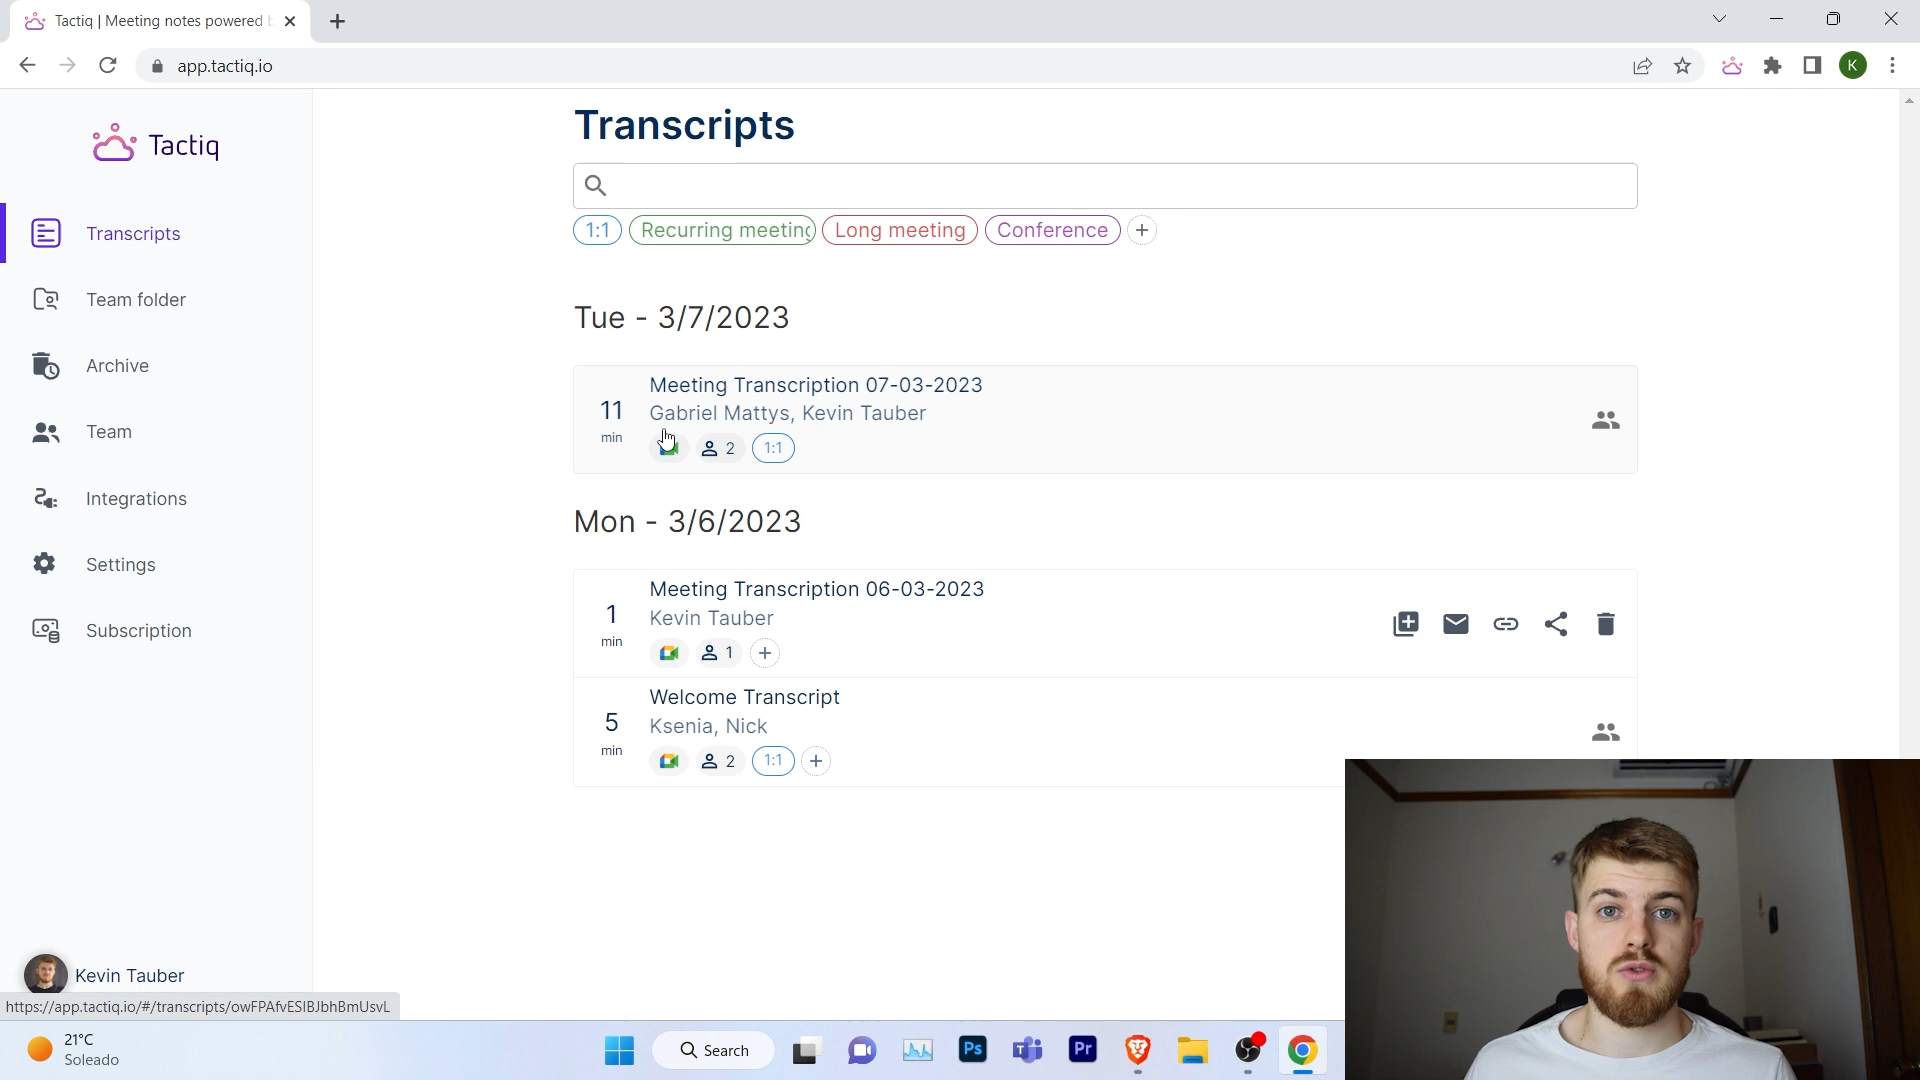 Tactiq | Meeting notes powered
app.tactiq.io
K
Tactiq
Transcripts
Team folder
Archive
Team
Integrations
Settings
Subscription
Kevin Tauber
https://app.tactiq.io/#/transcripts/owFPAfvESIBJbhBmUsvL
Transcripts
1:1 Recurring meeting Long meeting Conference +
Tue - 3/7/2023
11 min
Meeting Transcription 07-03-2023
Gabriel Mattys, Kevin Tauber
2 1:1
Mon - 3/6/2023
1 min
Meeting Transcription 06-03-2023
Kevin Tauber
1 +
5 min
Welcome Transcript
Ksenia, Nick
2 1:1 +
21°C
Soleado
Search
Ps
Pr